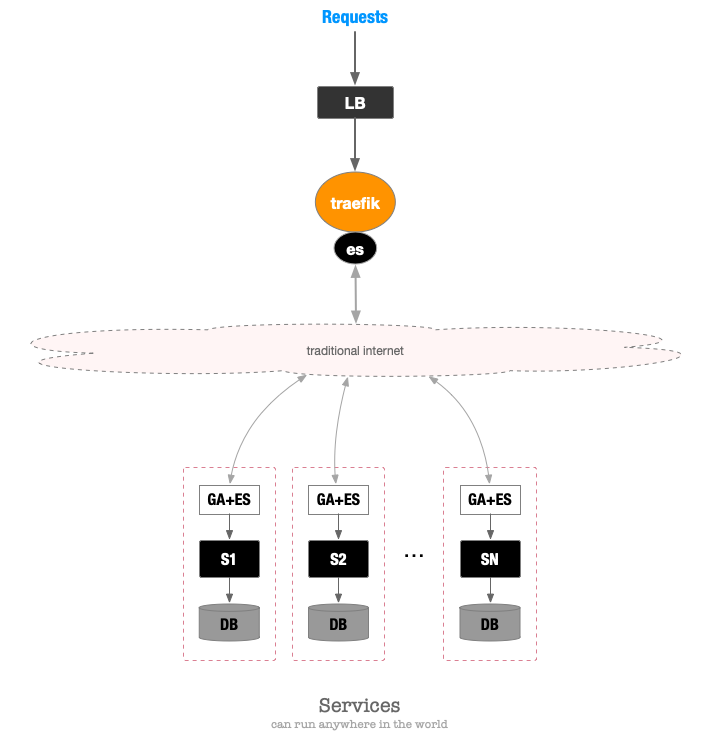 Requests
LB
traefik
es
traditional internet
GA+ES GA+ES GA+ES
S1 S2 ... SN
DB DB DB
Services
can run anywhere in the world